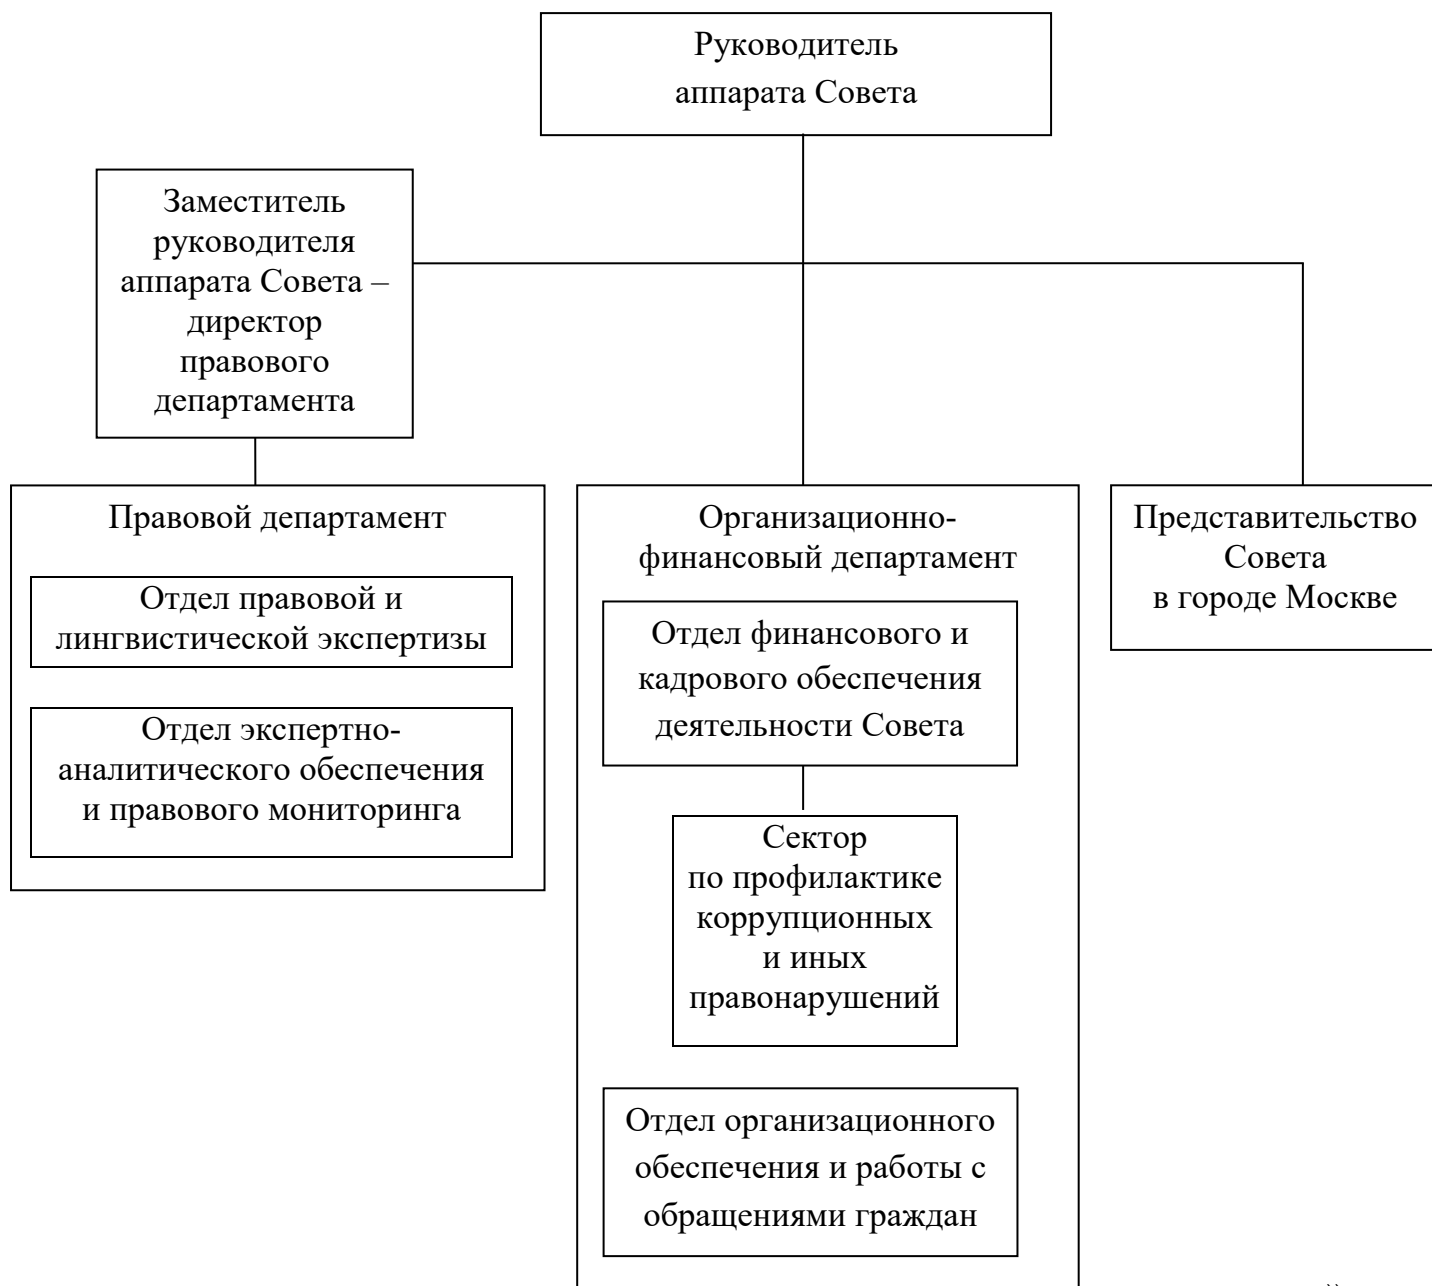 Руководитель
аппарата Совета
Заместитель
руководителя
аппарата Совета –
директор
правового
департамента
Правовой департамент
Отдел правовой и
лингвистической экспертизы
Отдел экспертно-
аналитического обеспечения
и правового мониторинга
Организационно-
финансовый департамент
Отдел финансового и
кадрового обеспечения
деятельности Совета
Сектор
по профилактике
коррупционных
и иных
правонарушений
Отдел организационного
обеспечения и работы с
обращениями граждан
Представительство
Совета
в городе Москве